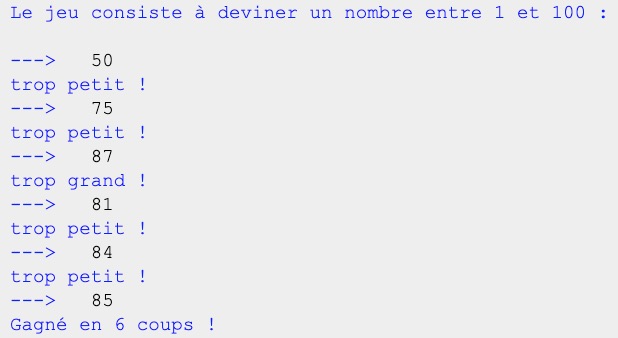 Le jeu consiste à deviner un nombre entre 1 et 100 :
---> 50
trop petit !
---> 75
trop petit !
---> 87
trop grand !
---> 81
trop petit !
---> 84
trop petit !
---> 85
Gagné en 6 coups !